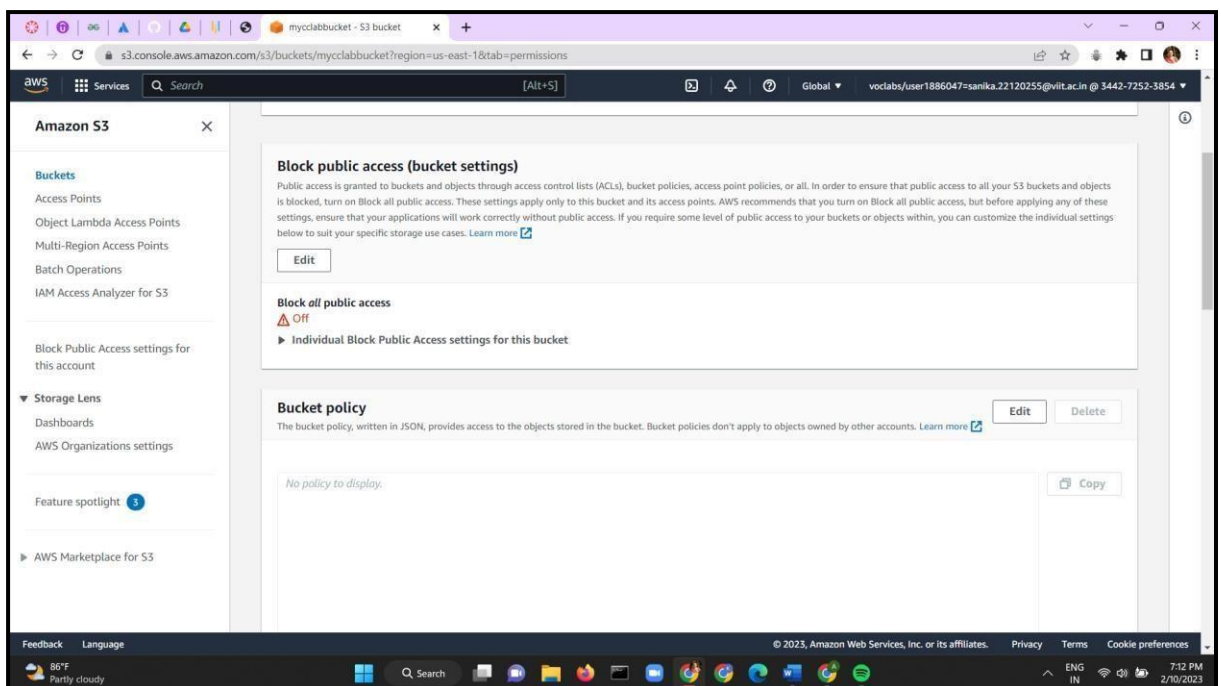 mycclabbucket - S3 bucket
s3.console.aws.amazon.com/s3/buckets/mycclabbucket?region=us-east-1&tab=permissions
aws Services Search [Alt+S] Global voclabs/user1886047=sanika.22120255@viit.ac.in @ 3442-7252-3854
Amazon S3
Buckets
Access Points
Object Lambda Access Points
Multi-Region Access Points
Batch Operations
IAM Access Analyzer for S3
Block Public Access settings for
this account
Storage Lens
Dashboards
AWS Organizations settings
Feature spotlight 3
AWS Marketplace for S3
Block public access (bucket settings)
Public access is granted to buckets and objects through access control lists (ACLs), bucket policies, access point policies, or all. In order to ensure that public access to all your S3 buckets and objects
is blocked, turn on Block all public access. These settings apply only to this bucket and its access points. AWS recommends that you turn on Block all public access, but before applying any of these
settings, ensure that your applications will work correctly without public access. If you require some level of public access to your buckets or objects within, you can customize the individual settings
below to suit your specific storage use cases. Learn more
Edit
Block all public access
Off
Individual Block Public Access settings for this bucket
Bucket policy
Edit Delete
The bucket policy, written in JSON, provides access to the objects stored in the bucket. Bucket policies don't apply to objects owned by other accounts. Learn more
No policy to display.
Copy
Feedback Language © 2023, Amazon Web Services, Inc. or its affiliates. Privacy Terms Cookie preferences
86°F
Partly cloudy
Search
ENG
IN
7:12 PM
2/10/2023